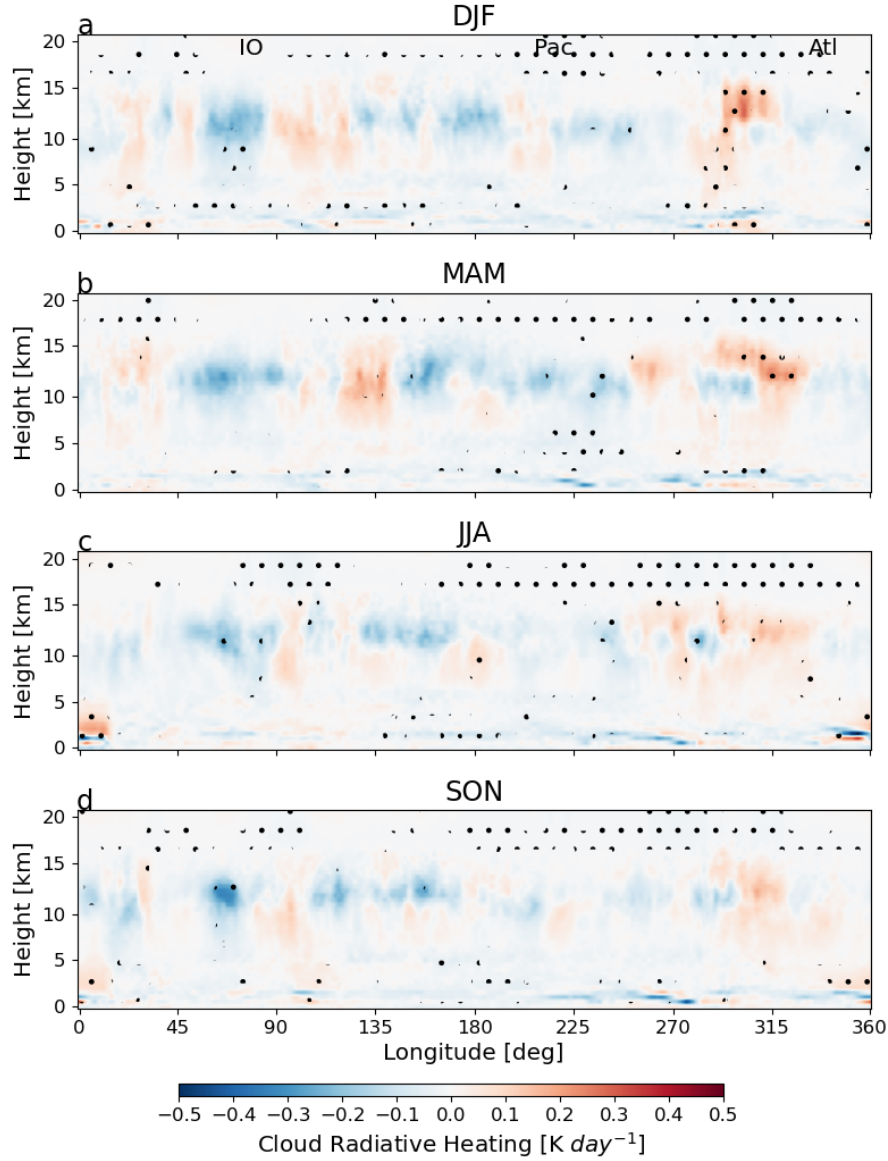 a
DJF
IO
Pac
Atl
20
15
10
5
0
Height [km]
b
MAM
20
15
10
5
0
Height [km]
c
JJA
20
15
10
5
0
Height [km]
d
SON
20
15
10
5
0
Height [km]
0 45 90 135 180 225 270 315 360
Longitude [deg]
−0.5 −0.4 −0.3 −0.2 −0.1 0.0 0.1 0.2 0.3 0.4 0.5
Cloud Radiative Heating [K day⁻¹]